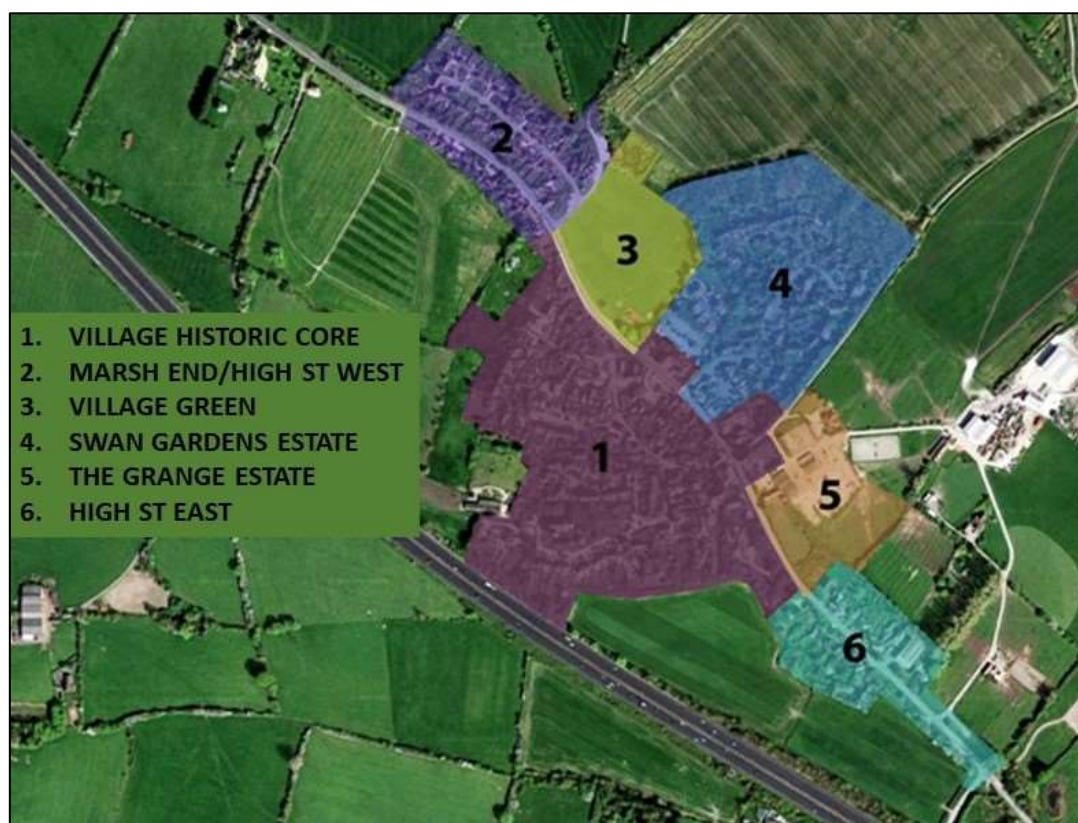 2
3
4
1. VILLAGE HISTORIC CORE
2. MARSH END/HIGH ST WEST
3. VILLAGE GREEN
4. SWAN GARDENS ESTATE
5. THE GRANGE ESTATE
6. HIGH ST EAST
1
5
6